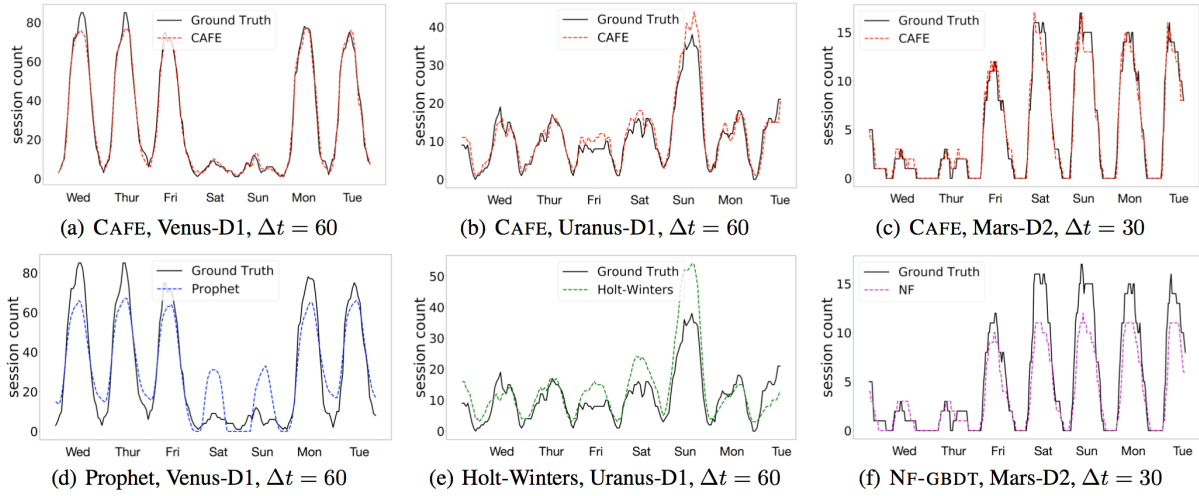 session count
80
60
40
20
0
Ground Truth
CAFE
Wed Thur Fri Sat Sun Mon Tue
(a) CAFE, Venus-D1, Δt = 60
session count
40
30
20
10
0
Ground Truth
CAFE
Wed Thur Fri Sat Sun Mon Tue
(b) CAFE, Uranus-D1, Δt = 60
session count
15
10
5
0
Ground Truth
CAFE
Wed Thur Fri Sat Sun Mon Tue
(c) CAFE, Mars-D2, Δt = 30
session count
80
60
40
20
0
Ground Truth
Prophet
Wed Thur Fri Sat Sun Mon Tue
(d) Prophet, Venus-D1, Δt = 60
session count
50
40
30
20
10
0
Ground Truth
Holt-Winters
Wed Thur Fri Sat Sun Mon Tue
(e) Holt-Winters, Uranus-D1, Δt = 60
session count
15
10
5
0
Ground Truth
NF
Wed Thur Fri Sat Sun Mon Tue
(f) NF-GBDT, Mars-D2, Δt = 30